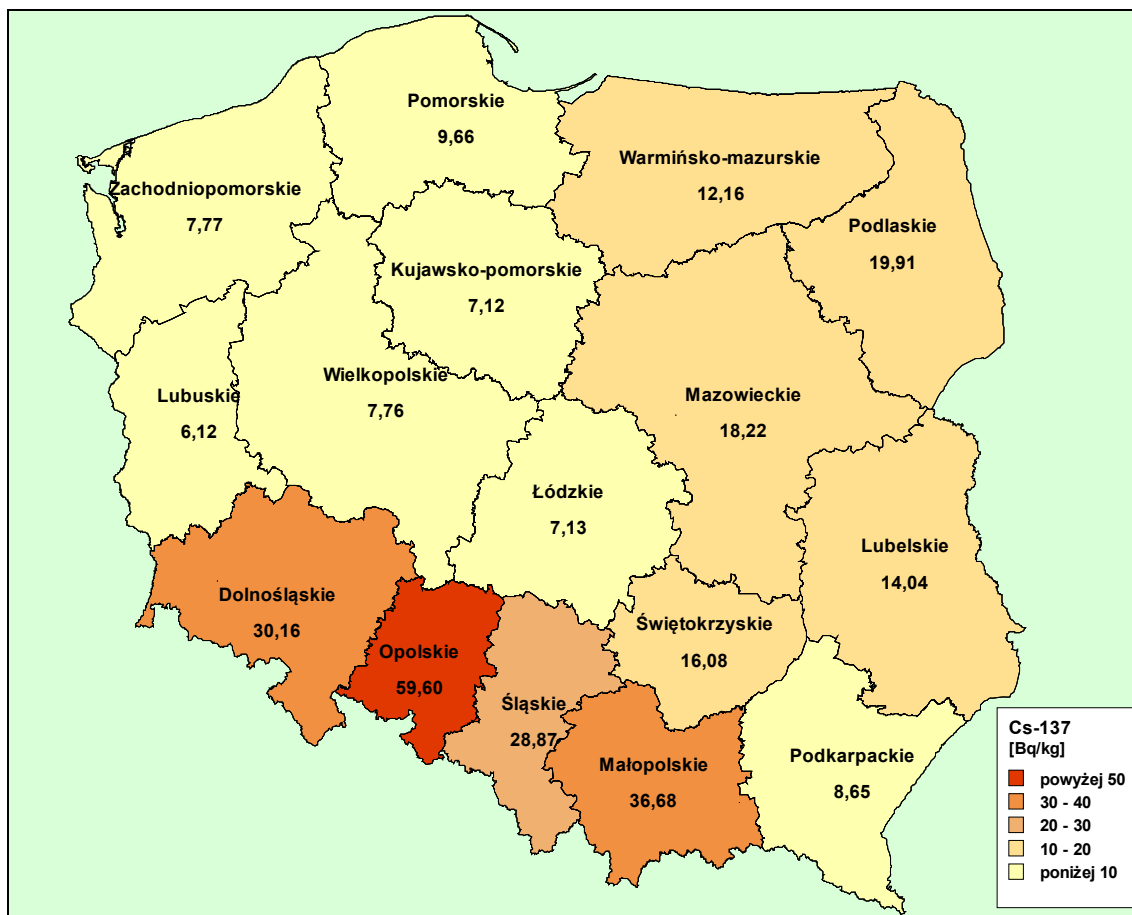 Pomorskie
9,66
Warmińsko-mazurskie
12,16
Zachodniopomorskie
7,77
Podlaskie
19,91
Kujawsko-pomorskie
7,12
Wielkopolskie
7,76
Lubuskie
6,12
Mazowieckie
18,22
Łódzkie
7,13
Lubelskie
14,04
Dolnośląskie
30,16
Opolskie
59,60
Świętokrzyskie
16,08
Śląskie
28,87
Małopolskie
36,68
Podkarpackie
8,65
Cs-137
[Bq/kg]
powyżej 50
30 - 40
20 - 30
10 - 20
poniżej 10